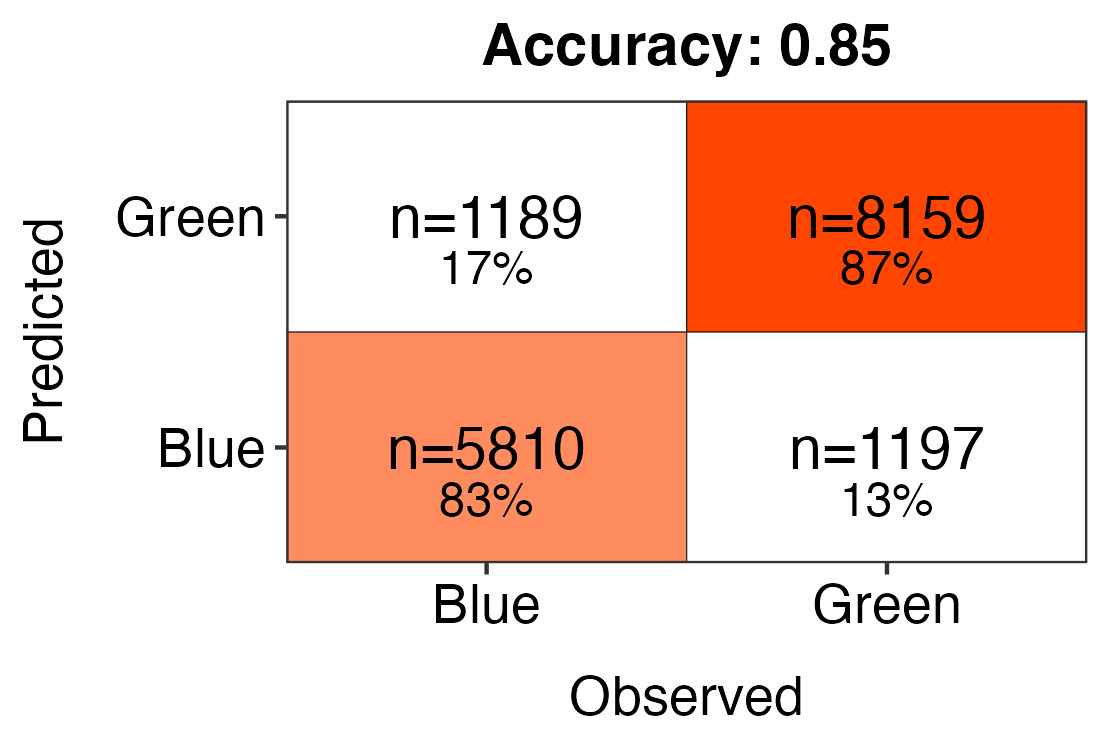 Accuracy: 0.85
Predicted
Green
n=1189
17%
n=8159
87%
Blue
n=5810
83%
n=1197
13%
Blue
Green
Observed